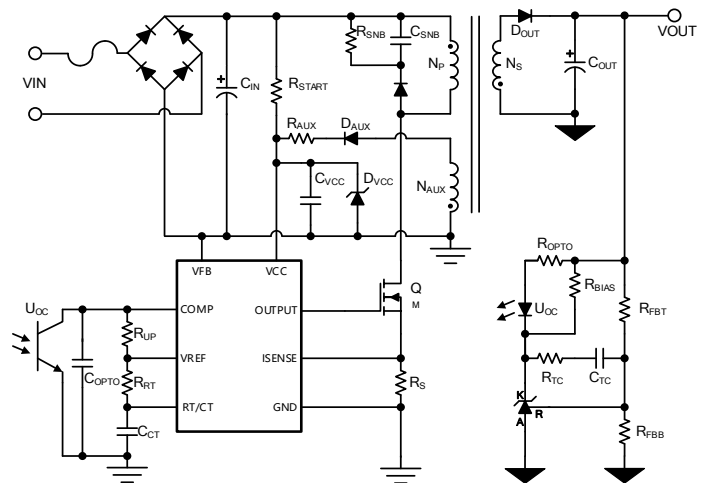 RSNB
CSNB
DOUT
VOUT
VIN
CIN
RSTART
NP
NS
COUT
RAUX
DAUX
CVCC
DVCC
NAUX
VFB
VCC
ROPTO
RBIAS
UOC
COMP
OUTPUT
Q
M
UOC
RFBT
RUP
COPTO
VREF
ISENSE
RRT
RS
RTC
CTC
RT/CT
GND
K
R
A
CCT
RFBB